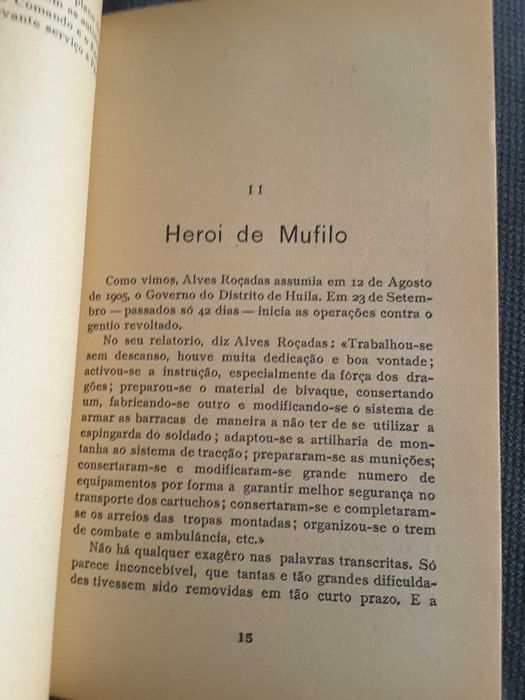 plano
com as autor
Comando e o
vante serviço à
II
Heroi de Mufilo
Como vimos, Alves Roçadas assumia em 12 de Agosto
de 1905, o Governo do Distrito de Huila. Em 23 de Setem-
bro — passados só 42 dias — inicia as operações contra o
gentio revoltado.
No seu relatorio, diz Alves Roçadas: «Trabalhou-se
sem descanso, houve muita dedicação e boa vontade;
activou-se a instrução, especialmente da fôrça dos dra-
gões; preparou-se o material de bivaque, consertando
um, fabricando-se outro e modificando-se o sistema de
armar as barracas de maneira a não ter de se utilizar a
espingarda do soldado; adaptou-se a artilharia de mon-
tanha ao sistema de tracção; prepararam-se as munições;
consertaram-se e modificaram-se grande numero de
equipamentos por forma a garantir melhor segurança no
transporte dos cartuchos; consertaram-se e completaram-
se os arreios das tropas montadas; organizou-se o trem
de combate e ambulância, etc.»
Não há qualquer exagêro nas palavras transcritas. Só
parece inconcebível, que tantas e tão grandes dificulda-
des tivessem sido removidas em tão curto prazo. E a
15